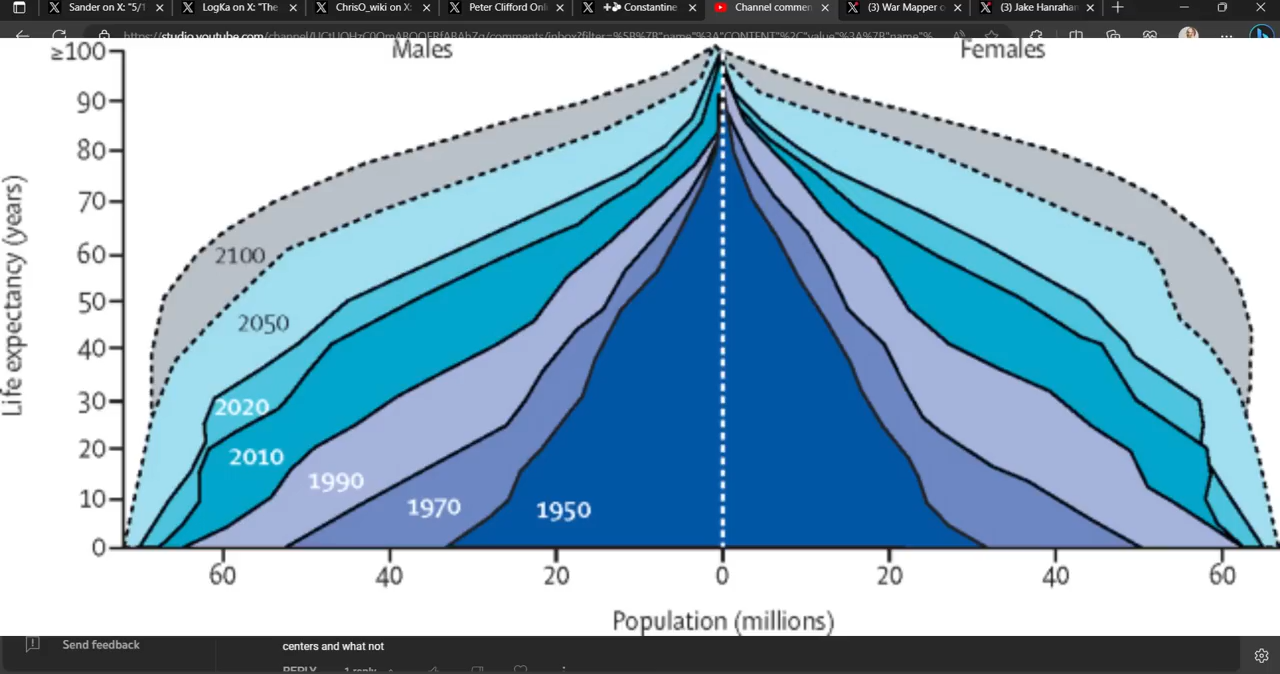 Sander on X: "5/1
LogKa on X: "The
ChrisO_wiki on X:
Peter Clifford Onl
Constantine
Channel commen
(3) War Mapper o
(3) Jake Hanrahan
Males
Females
≥100
90
80
70
60
50
40
30
20
10
0
Life expectancy (years)
2100
2050
2020
2010
1990
1970
1950
60 40 20 0 20 40 60
Population (millions)
Send feedback
centers and what not
REPLY
1 reply